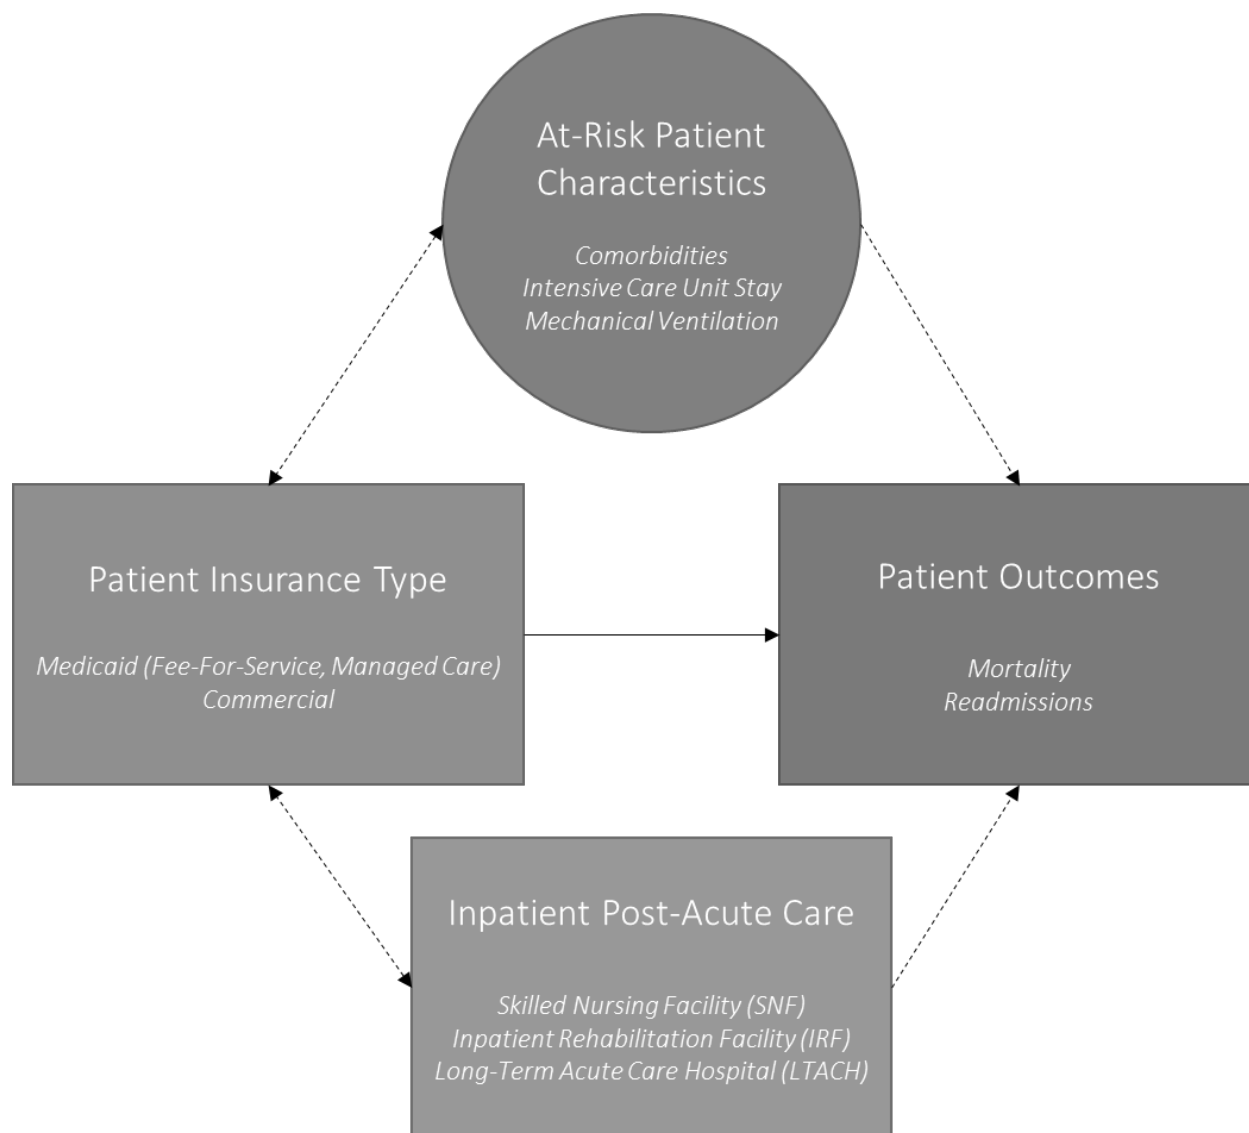 At-Risk Patient
Characteristics
Comorbidities
Intensive Care Unit Stay
Mechanical Ventilation
Patient Insurance Type
Medicaid (Fee-For-Service, Managed Care)
Commercial
Patient Outcomes
Mortality
Readmissions
Inpatient Post-Acute Care
Skilled Nursing Facility (SNF)
Inpatient Rehabilitation Facility (IRF)
Long-Term Acute Care Hospital (LTACH)